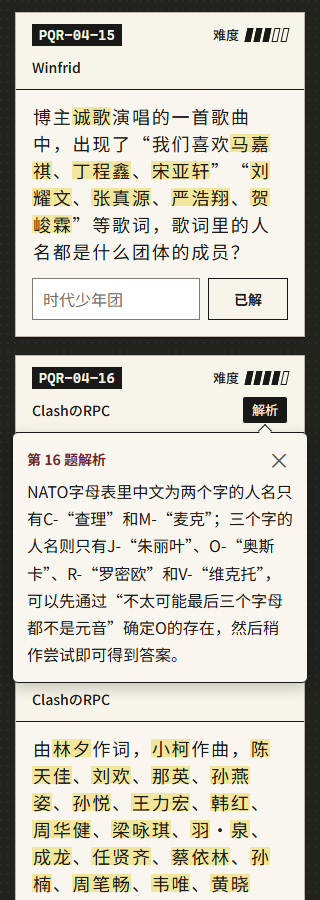 PQR-04-15
难度
Winfrid
博主诚歌演唱的一首歌曲
中，出现了“我们喜欢马嘉
祺、丁程鑫、宋亚轩”“刘
耀文、张真源、严浩翔、贺
峻霖”等歌词，歌词里的人
名都是什么团体的成员？
时代少年团
已解
PQR-04-16
难度
ClashのRPC
解析
第 16 题解析
NATO字母表里中文为两个字的人名只
有C-“查理”和M-“麦克”；三个字的
人名则只有J-“朱丽叶”、O-“奥斯
卡”、R-“罗密欧”和V-“维克托”，
可以先通过“不太可能最后三个字母
都不是元音”确定O的存在，然后稍
作尝试即可得到答案。
ClashのRPC
由林夕作词，小柯作曲，陈
天佳、刘欢、那英、孙燕
姿、孙悦、王力宏、韩红、
周华健、梁咏琪、羽·泉、
成龙、任贤齐、蔡依林、孙
楠、周笔畅、韦唯、黄晓